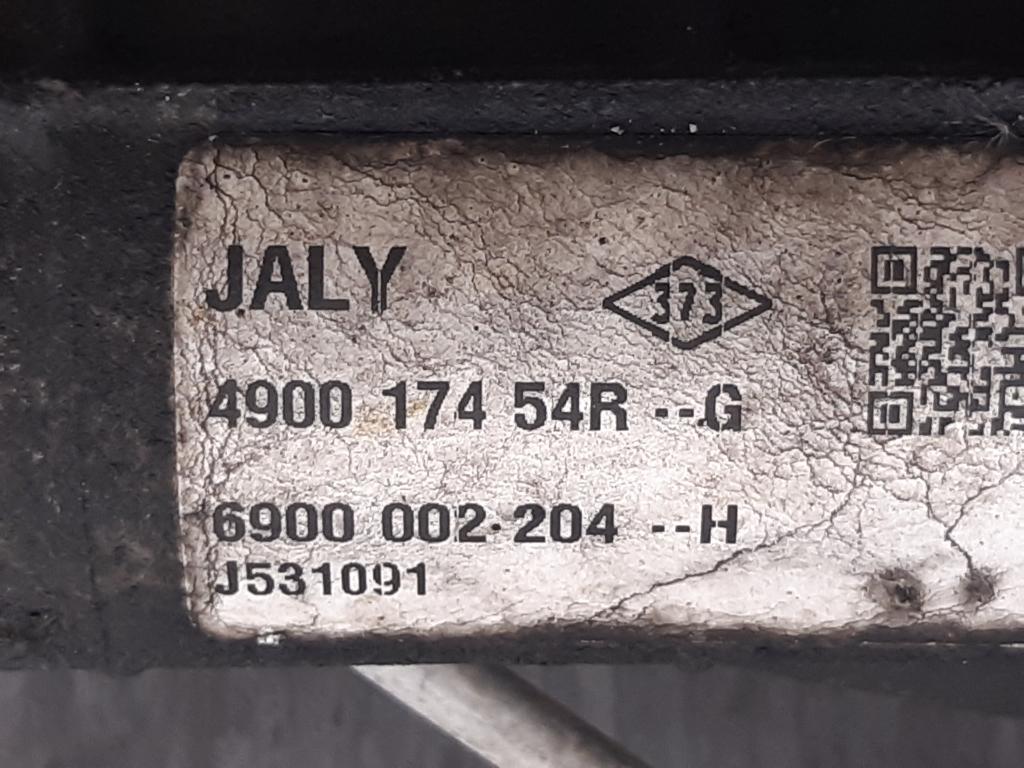 JALY
373
4900 174 54R --G
6900 002·204 --H
J531091